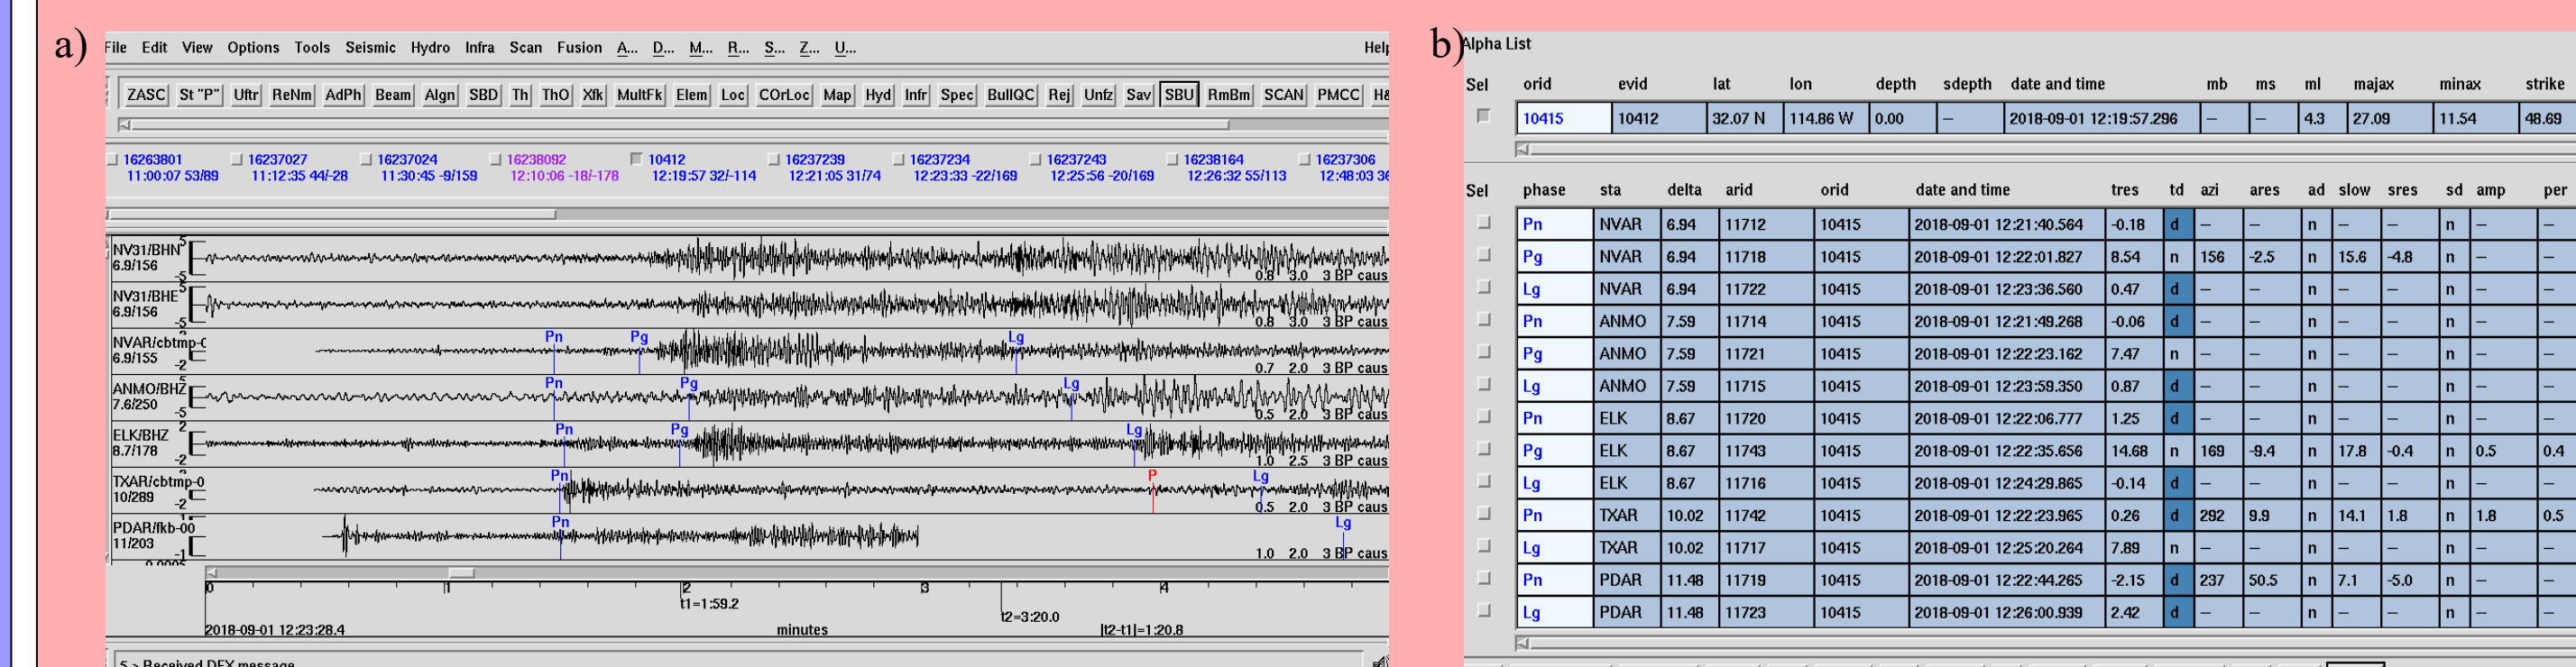 a)
File Edit View Options Tools Seismic Hydro Infra Scan Fusion A... D... M... R... S... Z... U... Help
ZASC St "P" Uftr ReNm AdPh Beam Algn SBD Th ThO Xfk MultFk Elem Loc COrLoc Map Hyd Infr Spec BullQC Rej Unfz Sav SBU RmBm SCAN PMCC
16263801 16237027 16237024 16238092 10412 16237239 16237234 16237243 16238164 16237306
11:00:07 53/89 11:12:35 44/-28 11:30:45 -9/159 12:10:06 -18/-178 12:19:57 32/-114 12:21:05 31/74 12:23:33 -22/169 12:25:56 -20/169 12:26:32 55/113 12:48:03 36
NV31/BHN 5
6.9/156 -5
0.8 3.0 3 BP caus
NV31/BHE 5
6.9/156 -5
0.8 3.0 3 BP caus
Pn Pg Lg
NVAR/cbtmp-0
6.9/155 -2
0.7 2.0 3 BP caus
Pn Pg Lg
ANMO/BHZ 5
7.6/250 -5
0.5 2.0 3 BP caus
Pn Pg Lg
ELK/BHZ 2
8.7/178 -2
1.0 2.5 3 BP caus
Pn P Lg
TXAR/cbtmp-0
10/289 -2
0.5 2.0 3 BP caus
Pn Lg
PDAR/fkb-00 1
11/203 -1
1.0 2.0 3 BP caus
0 1 2 3 4
t1=1:59.2
t2=3:20.0
2018-09-01 12:23:28.4 minutes |t2-t1|=1:20.8
5 > Received DFX message
b)
Alpha List
Sel orid evid lat lon depth sdepth date and time mb ms ml majax minax strike
10415 10412 32.07 N 114.86 W 0.00 – 2018-09-01 12:19:57.296 – – 4.3 27.09 11.54 48.69
Sel phase sta delta arid orid date and time tres td azi ares ad slow sres sd amp per
Pn NVAR 6.94 11712 10415 2018-09-01 12:21:40.564 -0.18 d – – n – – n – –
Pg NVAR 6.94 11718 10415 2018-09-01 12:22:01.827 8.54 n 156 -2.5 n 15.6 -4.8 n – –
Lg NVAR 6.94 11722 10415 2018-09-01 12:23:36.560 0.47 d – – n – – n – –
Pn ANMO 7.59 11714 10415 2018-09-01 12:21:49.268 -0.06 d – – n – – n – –
Pg ANMO 7.59 11721 10415 2018-09-01 12:22:23.162 7.47 n – – n – – n – –
Lg ANMO 7.59 11715 10415 2018-09-01 12:23:59.350 0.87 d – – n – – n – –
Pn ELK 8.67 11720 10415 2018-09-01 12:22:06.777 1.25 d – – n – – n – –
Pg ELK 8.67 11743 10415 2018-09-01 12:22:35.656 14.68 n 169 -9.4 n 17.8 -0.4 n 0.5 0.4
Lg ELK 8.67 11716 10415 2018-09-01 12:24:29.865 -0.14 d – – n – – n – –
Pn TXAR 10.02 11742 10415 2018-09-01 12:22:23.965 0.26 d 292 9.9 n 14.1 1.8 n 1.8 0.5
Lg TXAR 10.02 11717 10415 2018-09-01 12:25:20.264 7.89 n – – n – – n – –
Pn PDAR 11.48 11719 10415 2018-09-01 12:22:44.265 -2.15 d 237 50.5 n 7.1 -5.0 n – –
Lg PDAR 11.48 11723 10415 2018-09-01 12:26:00.939 2.42 d – – n – – n – –